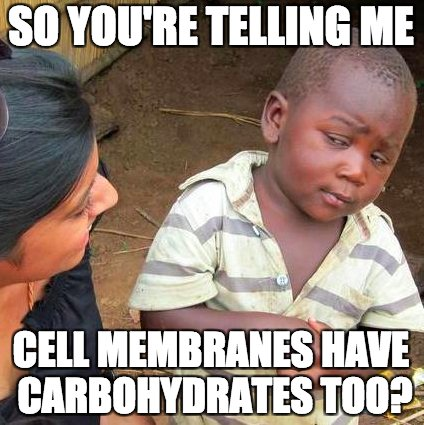 SO YOU'RE TELLING ME
CELL MEMBRANES HAVE
CARBOHYDRATES TOO?